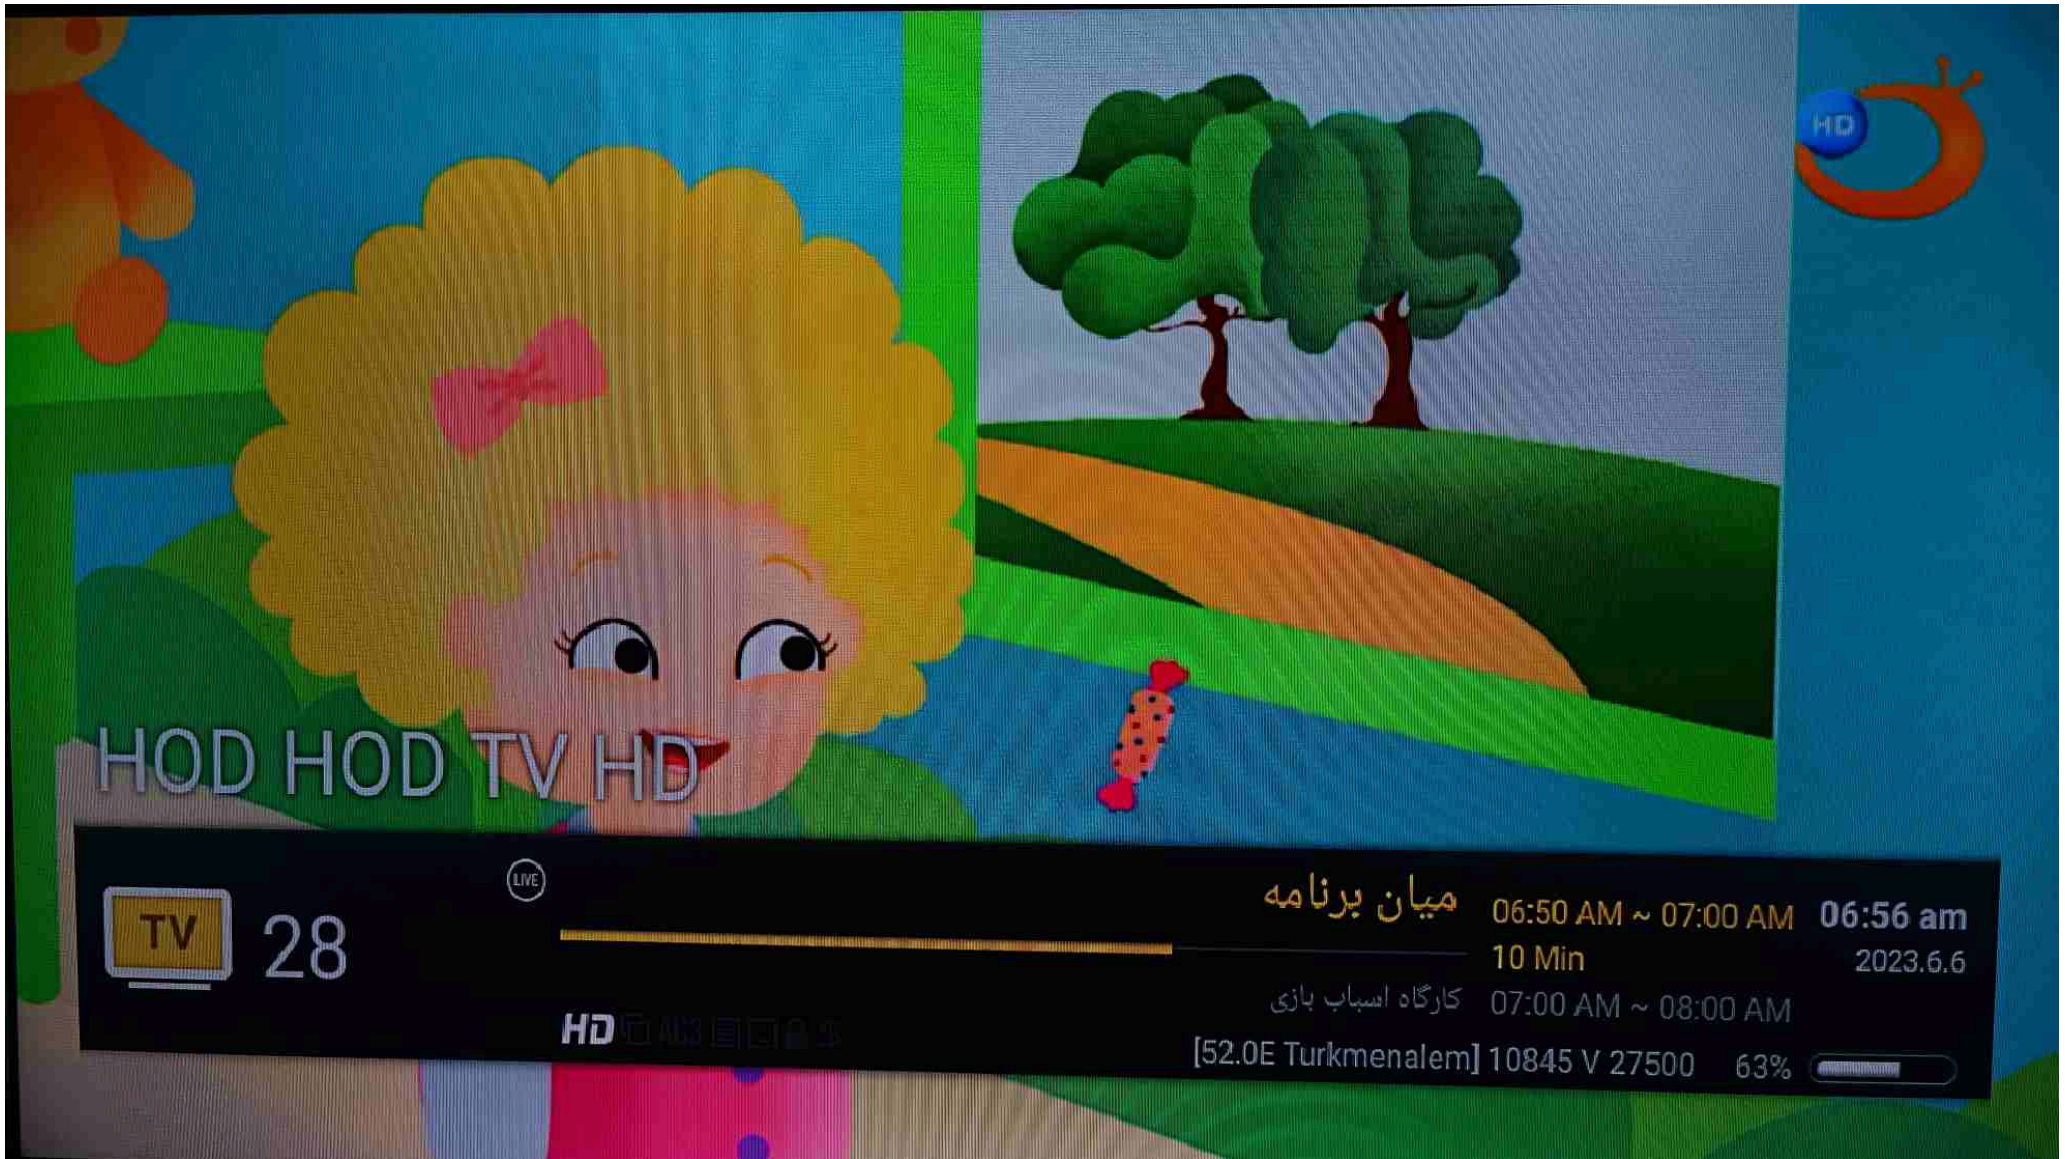 HD
HOD HOD TV HD
TV
28
LIVE
میان برنامه
06:50 AM ~ 07:00 AM
06:56 am
10 Min
2023.6.6
کارگاه اسباب بازی
07:00 AM ~ 08:00 AM
HD
AC3
[52.0E Turkmenalem] 10845 V 27500
63%